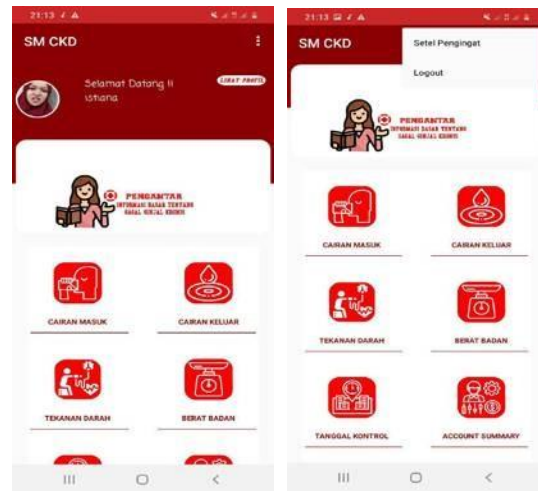 21:13
SM CKD
Selamat Datang !!
istiana
LIHAT PROFIL
PENGANTAR
INFORMASI DASAR TENTANG
GAGAL GINJAL KRONIS
CAIRAN MASUK
CAIRAN KELUAR
TEKANAN DARAH
BERAT BADAN
21:13
SM CKD
Setel Pengingat
Logout
PENGANTAR
INFORMASI DASAR TENTANG
GAGAL GINJAL KRONIS
CAIRAN MASUK
CAIRAN KELUAR
TEKANAN DARAH
BERAT BADAN
TANGGAL KONTROL
ACCOUNT SUMMARY